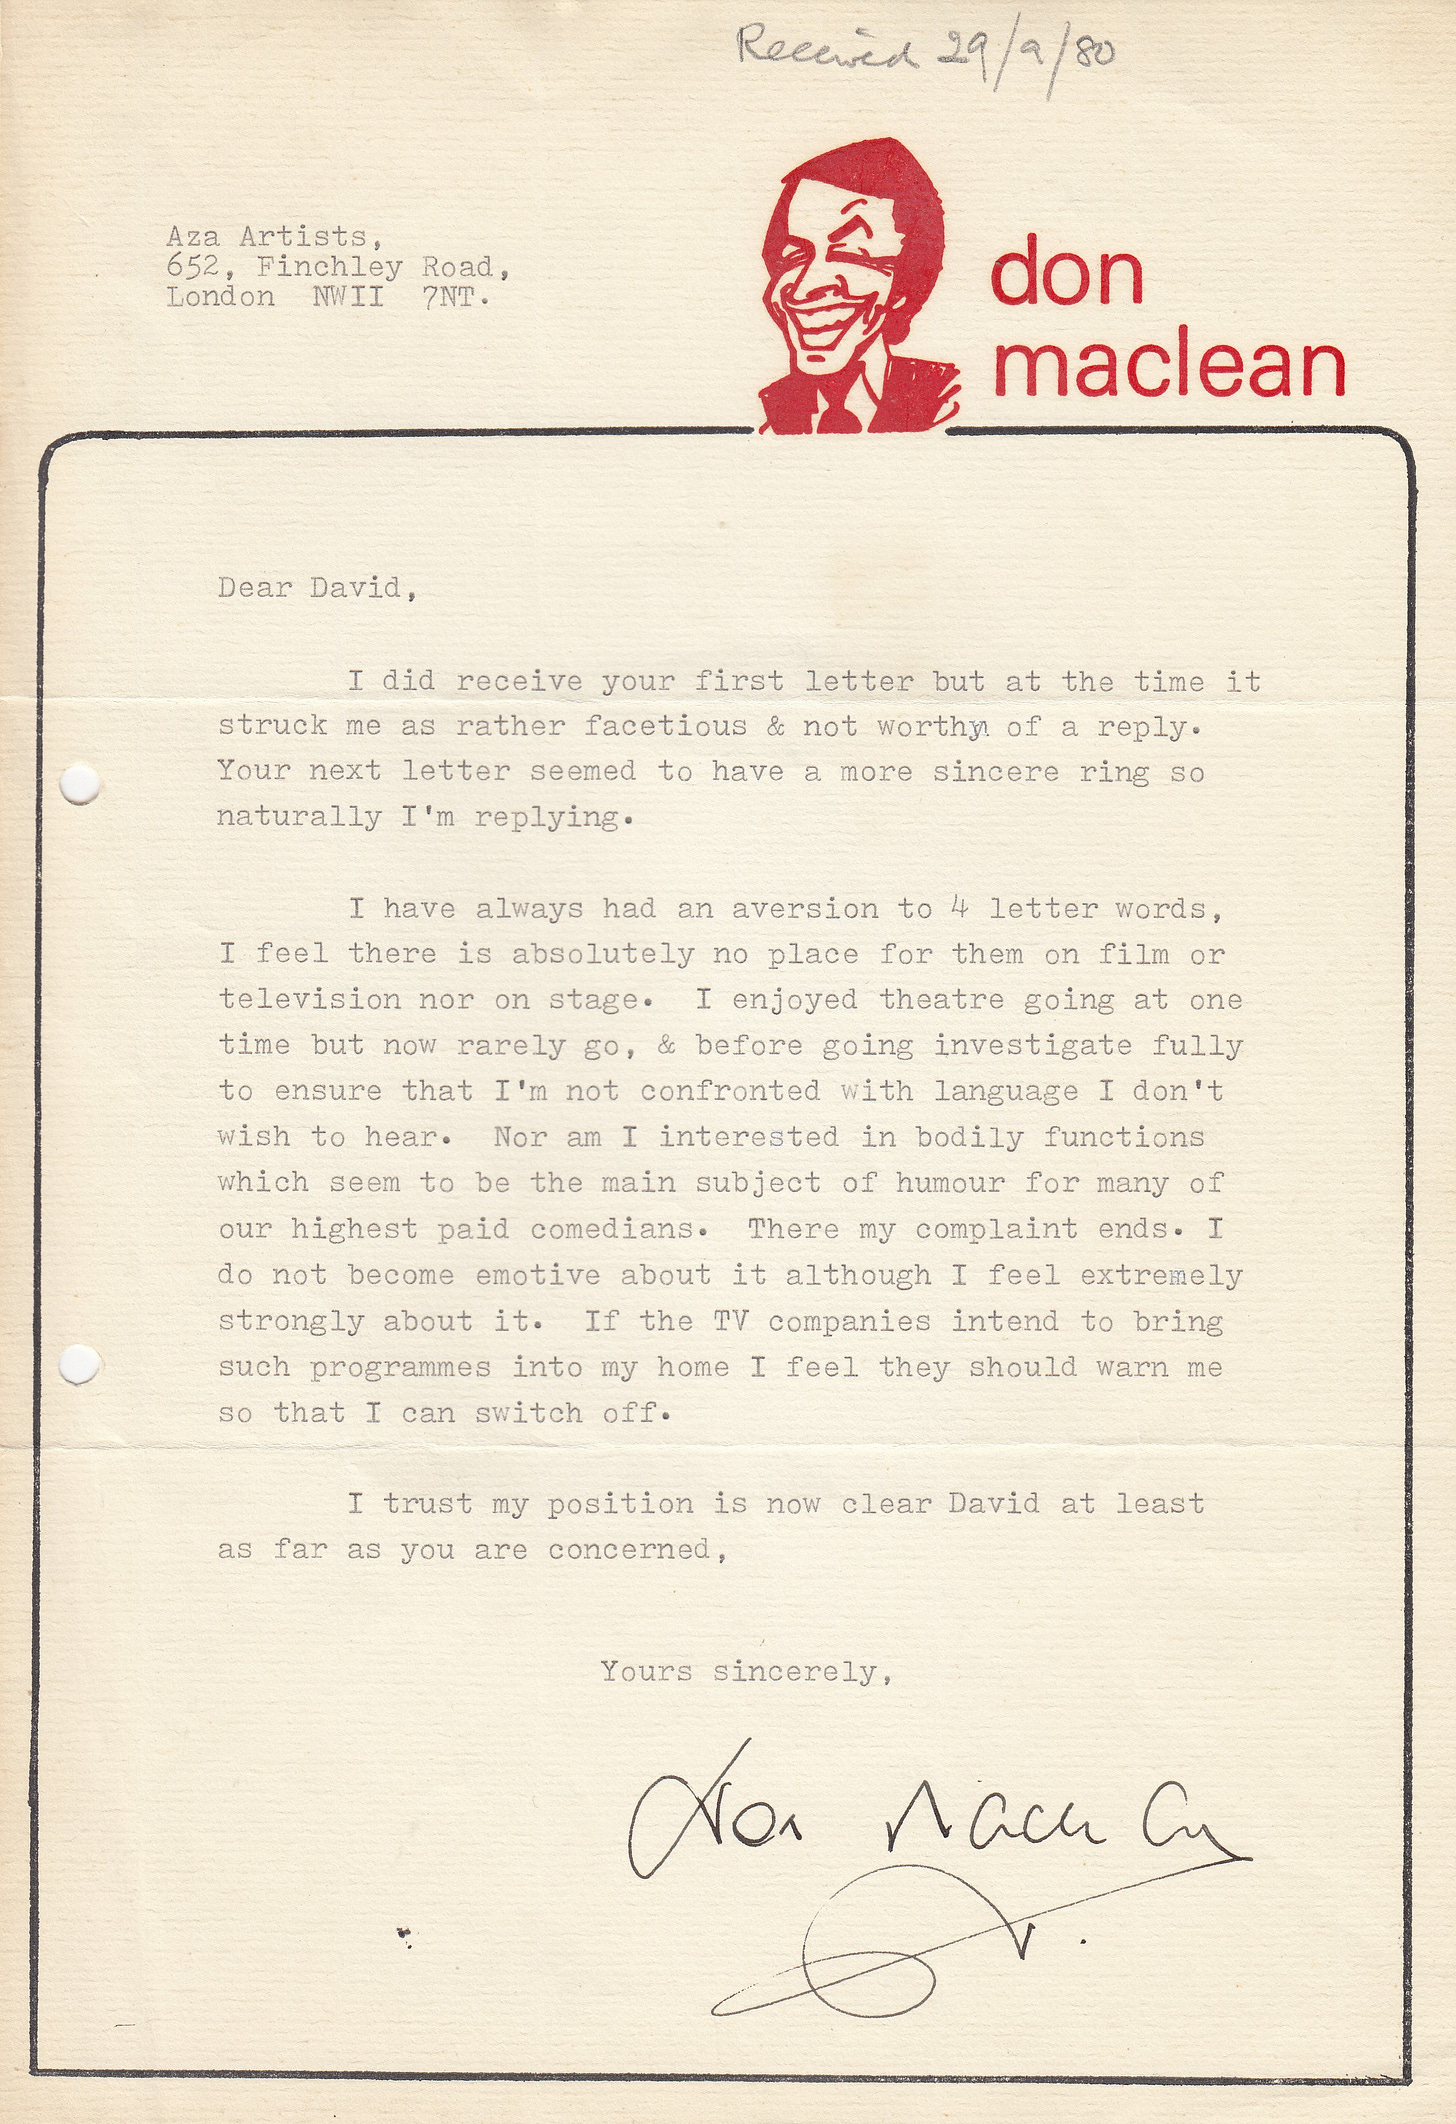 Received 29/9/80
Aza Artists,
652, Finchley Road,
London  NWII  7NT.
don
maclean
Dear David,
I did receive your first letter but at the time it
struck me as rather facetious & not worthy of a reply.
Your next letter seemed to have a more sincere ring so
naturally I'm replying.
I have always had an aversion to 4 letter words,
I feel there is absolutely no place for them on film or
television nor on stage.  I enjoyed theatre going at one
time but now rarely go, & before going investigate fully
to ensure that I'm not confronted with language I don't
wish to hear.  Nor am I interested in bodily functions
which seem to be the main subject of humour for many of
our highest paid comedians.  There my complaint ends. I
do not become emotive about it although I feel extremely
strongly about it.  If the TV companies intend to bring
such programmes into my home I feel they should warn me
so that I can switch off.
I trust my position is now clear David at least
as far as you are concerned,
Yours sincerely,
Don Maclean